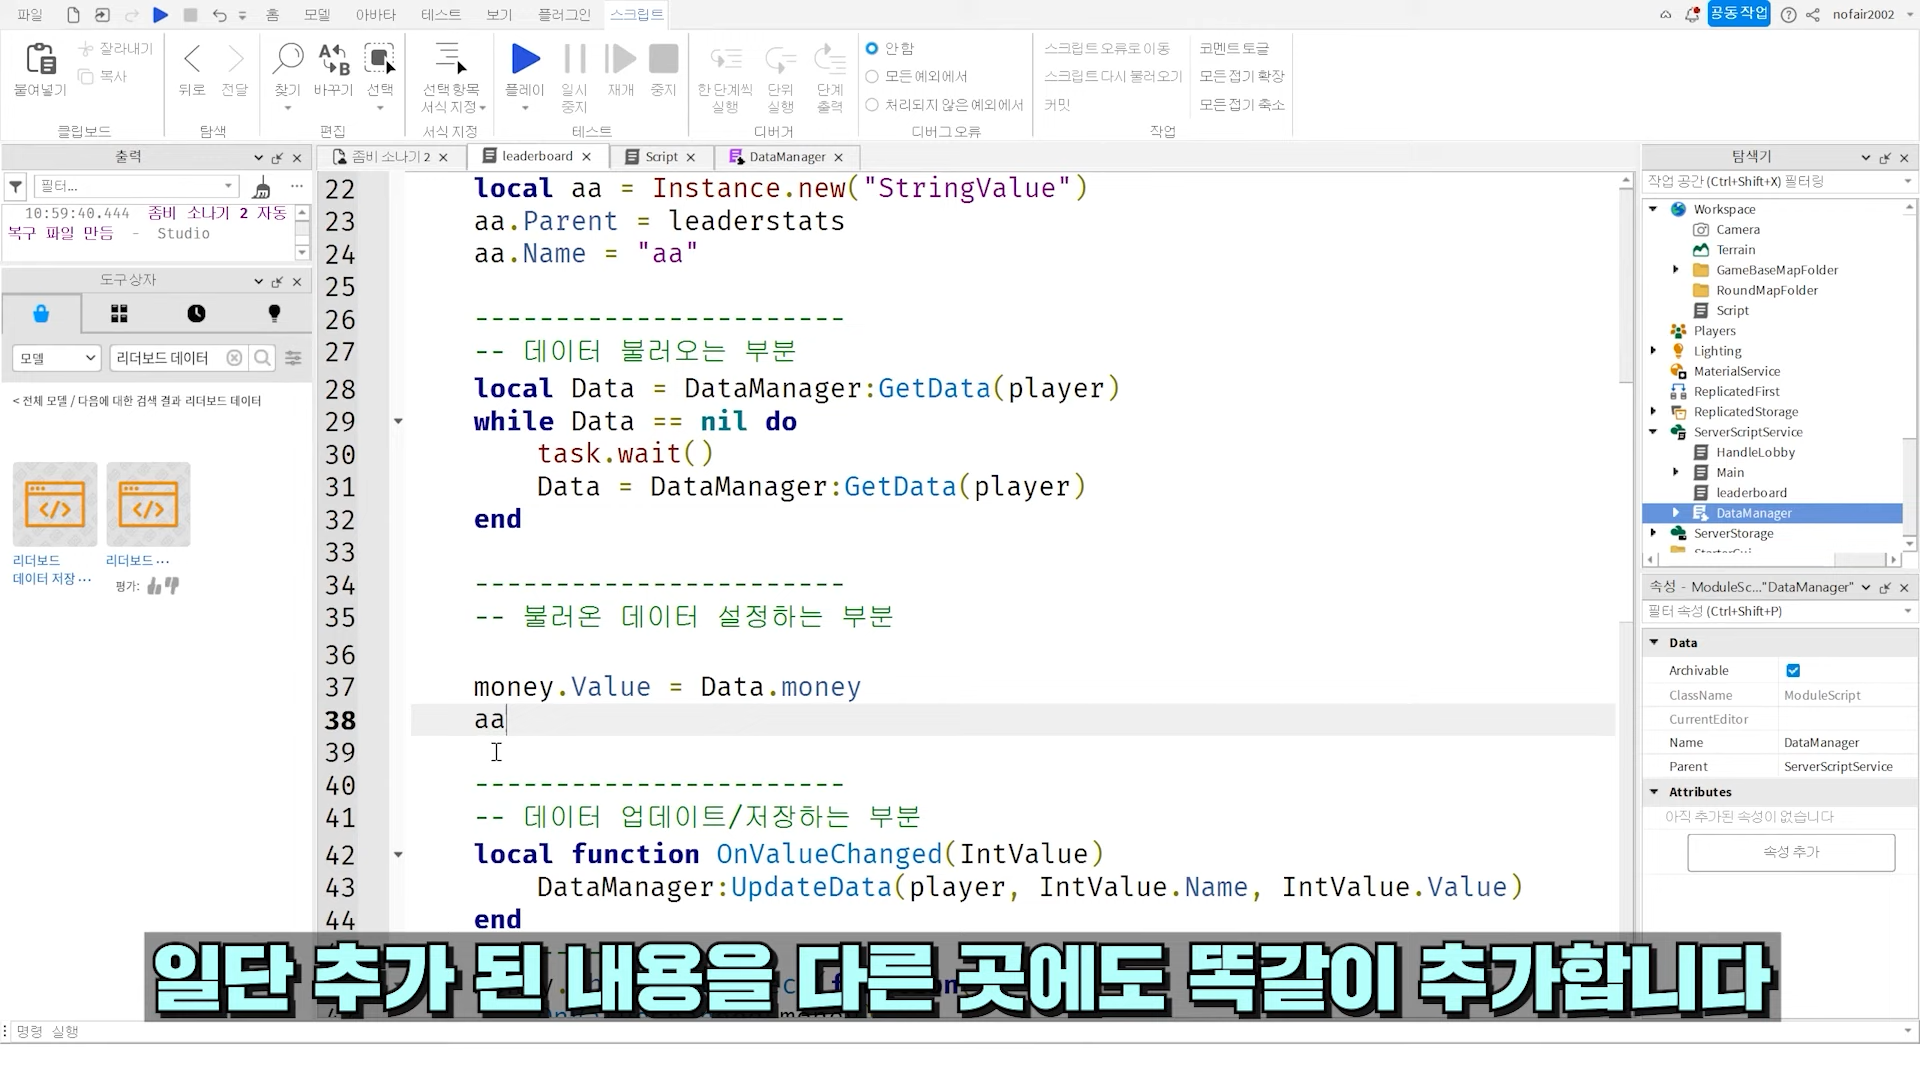 파일 홈 모델 아바타 테스트 보기 플러그인 스크립트 공동 작업 nofair2002
붙여넣기 잘라내기 복사 클립보드
뒤로 전달 탐색
찾기 바꾸기 선택 편집
선택 항목 서식 지정 서식 지정
플레이 일시 중지 재개 중지 테스트
한 단계씩 실행 단위 실행 단계 출력 디버거
안 함
모든 예외에서
처리되지 않은 예외에서
디버그 오류
스크립트 오류로 이동 코멘트 토글
스크립트 다시 불러오기 모든 접기 확장
커밋 모든 접기 축소
작업
출력
필터...
10:59:40.444 좀비 소나기 2 자동
복구 파일 만듦 - Studio
도구상자
모델 리더보드 데이터
< 전체 모델 / 다음에 대한 검색 결과 리더보드 데이터
리더보드
데이터 저장 ...
리더보드 ...
평가:
좀비 소나기 2 leaderboard Script DataManager
22 local aa = Instance.new("StringValue")
23 aa.Parent = leaderstats
24 aa.Name = "aa"
25
26 -----------------------
27 -- 데이터 불러오는 부분
28 local Data = DataManager:GetData(player)
29 while Data == nil do
30 task.wait()
31 Data = DataManager:GetData(player)
32 end
33
34 -----------------------
35 -- 불러온 데이터 설정하는 부분
36
37 money.Value = Data.money
38 aa
39
40 -----------------------
41 -- 데이터 업데이트/저장하는 부분
42 local function OnValueChanged(IntValue)
43 DataManager:UpdateData(player, IntValue.Name, IntValue.Value)
44 end
일단 추가 된 내용을 다른 곳에도 똑같이 추가합니다
명령 실행
탐색기
작업 공간 (Ctrl+Shift+X) 필터링
Workspace
Camera
Terrain
GameBaseMapFolder
RoundMapFolder
Script
Players
Lighting
MaterialService
ReplicatedFirst
ReplicatedStorage
ServerScriptService
HandleLobby
Main
leaderboard
DataManager
ServerStorage
StarterGui
속성 - ModuleSc..."DataManager"
필터 속성 (Ctrl+Shift+P)
Data
Archivable
ClassName ModuleScript
CurrentEditor
Name DataManager
Parent ServerScriptService
Attributes
아직 추가된 속성이 없습니다
속성 추가